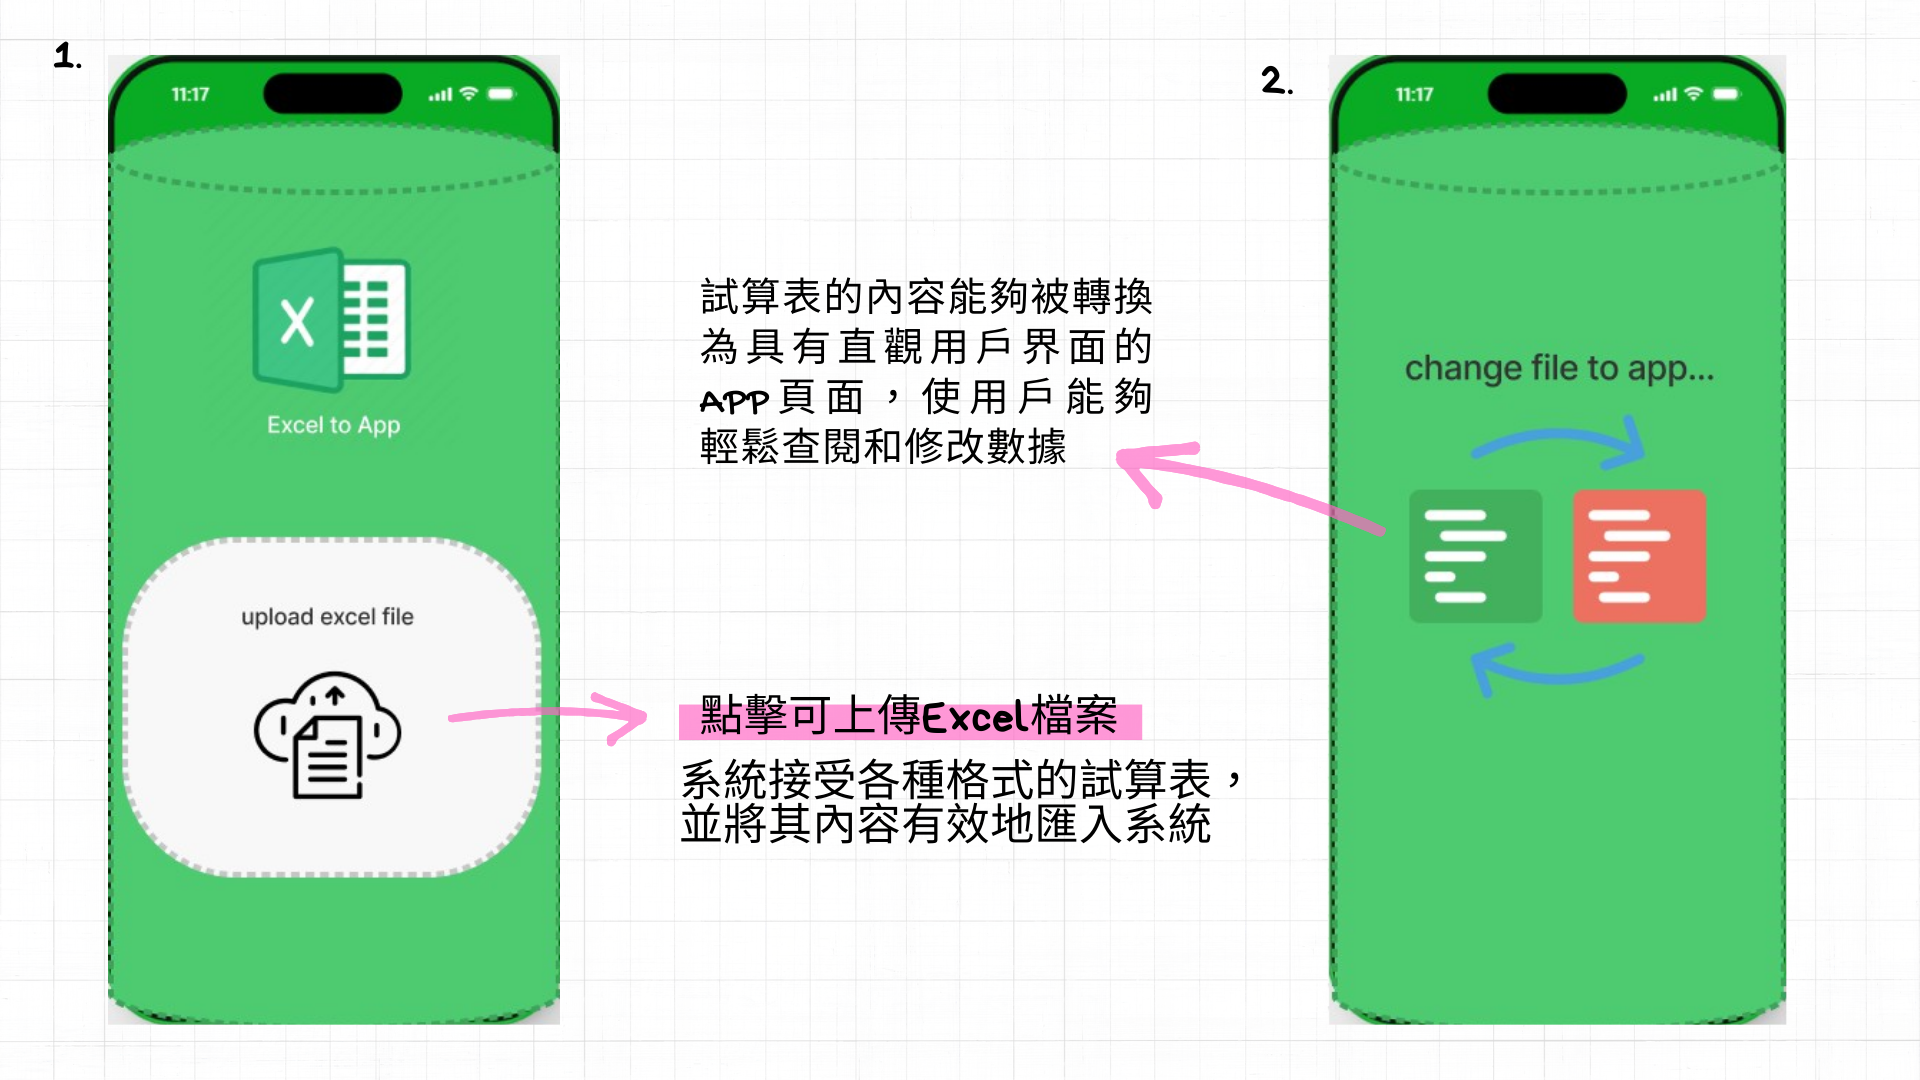 1.
11:17
X
Excel to App
upload excel file
試算表的內容能夠被轉換
為具有直觀用戶界面的
APP頁面，使用戶能夠
輕鬆查閱和修改數據
點擊可上傳Excel檔案
系統接受各種格式的試算表，
並將其內容有效地匯入系統
2.
11:17
change file to app...